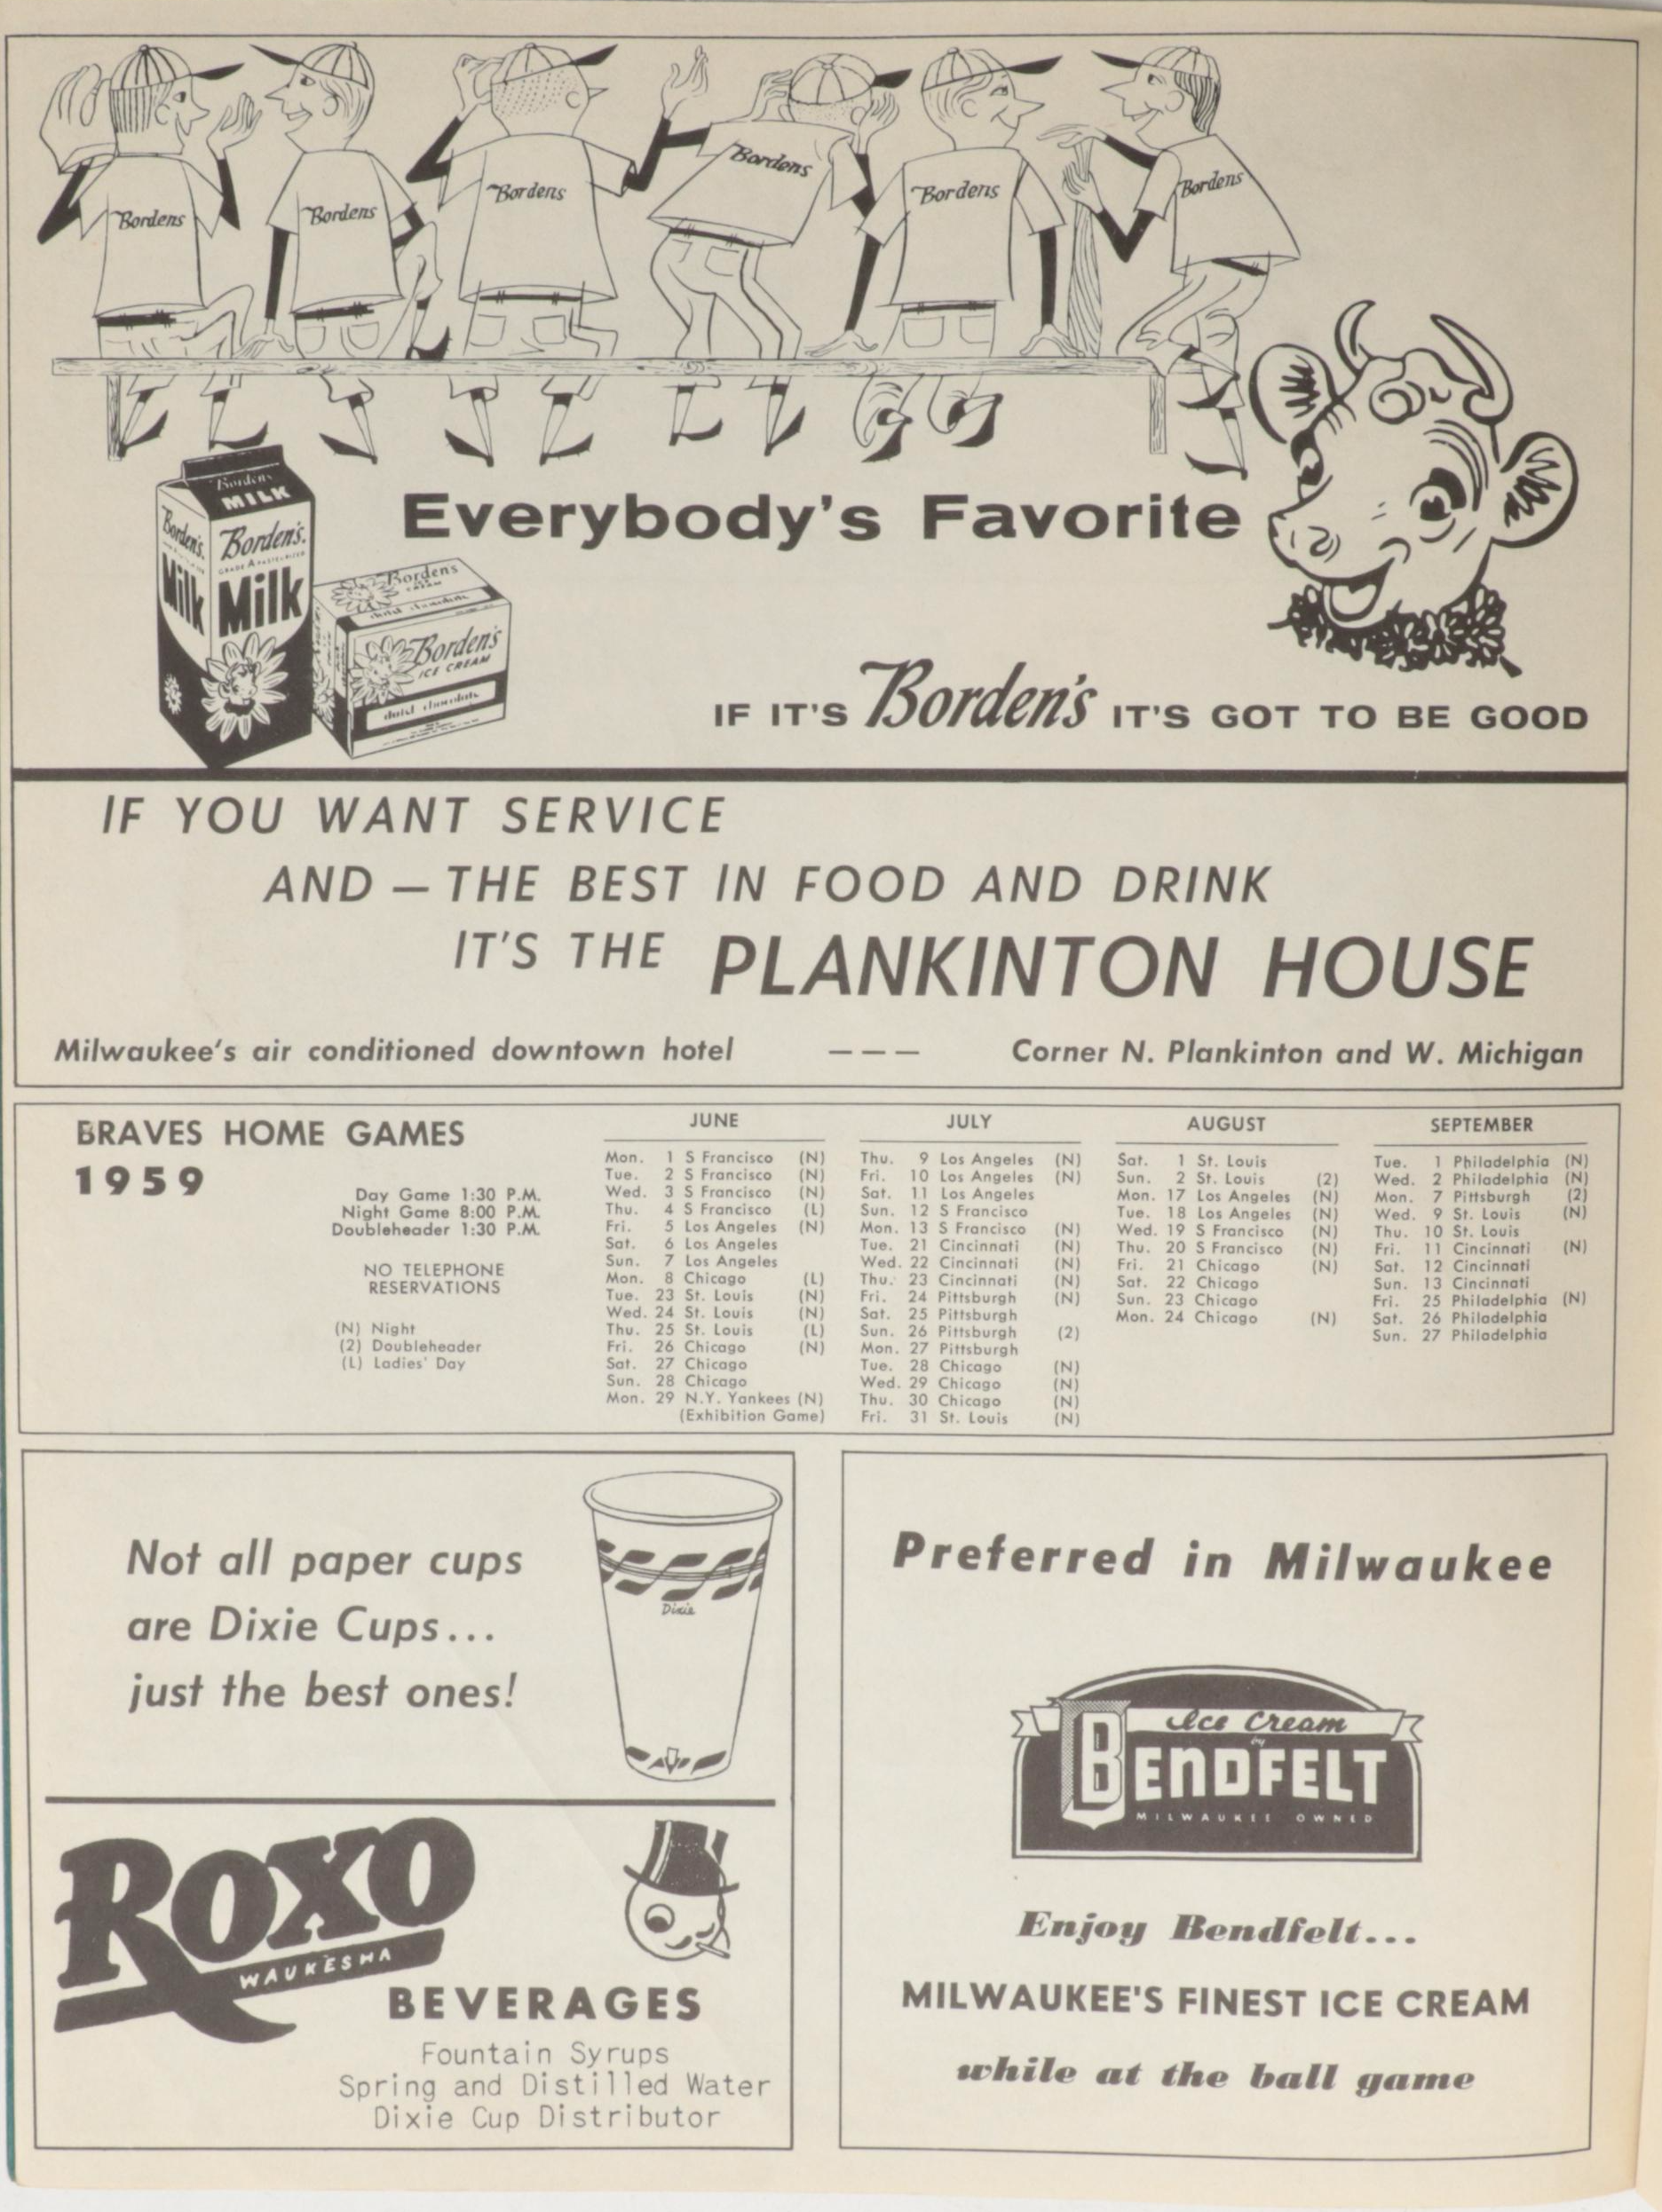 Bordens
Bordens
Bordens
Bordens
Bordens
Bordens
Borden's
MILK
Borden's.
Milk
Borden's.
GRADE A PASTEURIZED
Milk
Everybody's Favorite
Borden's
ICE CREAM
dutch chocolate
Borden's
ICE CREAM
dutch chocolate
IF IT'S Borden's IT'S GOT TO BE GOOD
IF YOU WANT SERVICE
AND — THE BEST IN FOOD AND DRINK
IT'S THE PLANKINTON HOUSE
Milwaukee's air conditioned downtown hotel — — — Corner N. Plankinton and W. Michigan
BRAVES HOME GAMES
1959
Day Game 1:30 P.M.
Night Game 8:00 P.M.
Doubleheader 1:30 P.M.
NO TELEPHONE
RESERVATIONS
(N) Night
(2) Doubleheader
(L) Ladies' Day
JUNE
Mon. 1 S Francisco (N)
Tue. 2 S Francisco (N)
Wed. 3 S Francisco (N)
Thu. 4 S Francisco (L)
Fri. 5 Los Angeles (N)
Sat. 6 Los Angeles
Sun. 7 Los Angeles
Mon. 8 Chicago (L)
Tue. 23 St. Louis (N)
Wed. 24 St. Louis (N)
Thu. 25 St. Louis (L)
Fri. 26 Chicago (N)
Sat. 27 Chicago
Sun. 28 Chicago
Mon. 29 N.Y. Yankees (N)
(Exhibition Game)
JULY
Thu. 9 Los Angeles (N)
Fri. 10 Los Angeles (N)
Sat. 11 Los Angeles
Sun. 12 S Francisco
Mon. 13 S Francisco (N)
Tue. 21 Cincinnati (N)
Wed. 22 Cincinnati (N)
Thu. 23 Cincinnati (N)
Fri. 24 Pittsburgh (N)
Sat. 25 Pittsburgh
Sun. 26 Pittsburgh (2)
Mon. 27 Pittsburgh
Tue. 28 Chicago (N)
Wed. 29 Chicago (N)
Thu. 30 Chicago (N)
Fri. 31 St. Louis (N)
AUGUST
Sat. 1 St. Louis
Sun. 2 St. Louis (2)
Mon. 17 Los Angeles (N)
Tue. 18 Los Angeles (N)
Wed. 19 S Francisco (N)
Thu. 20 S Francisco (N)
Fri. 21 Chicago (N)
Sat. 22 Chicago
Sun. 23 Chicago
Mon. 24 Chicago (N)
SEPTEMBER
Tue. 1 Philadelphia (N)
Wed. 2 Philadelphia (N)
Mon. 7 Pittsburgh (2)
Wed. 9 St. Louis (N)
Thu. 10 St. Louis
Fri. 11 Cincinnati (N)
Sat. 12 Cincinnati
Sun. 13 Cincinnati
Fri. 25 Philadelphia (N)
Sat. 26 Philadelphia
Sun. 27 Philadelphia
Not all paper cups
are Dixie Cups...
just the best ones!
Dixie
ROXO
WAUKESHA
BEVERAGES
Fountain Syrups
Spring and Distilled Water
Dixie Cup Distributor
Preferred in Milwaukee
Ice Cream
by
BENDFELT
MILWAUKEE OWNED
Enjoy Bendfelt...
MILWAUKEE'S FINEST ICE CREAM
while at the ball game